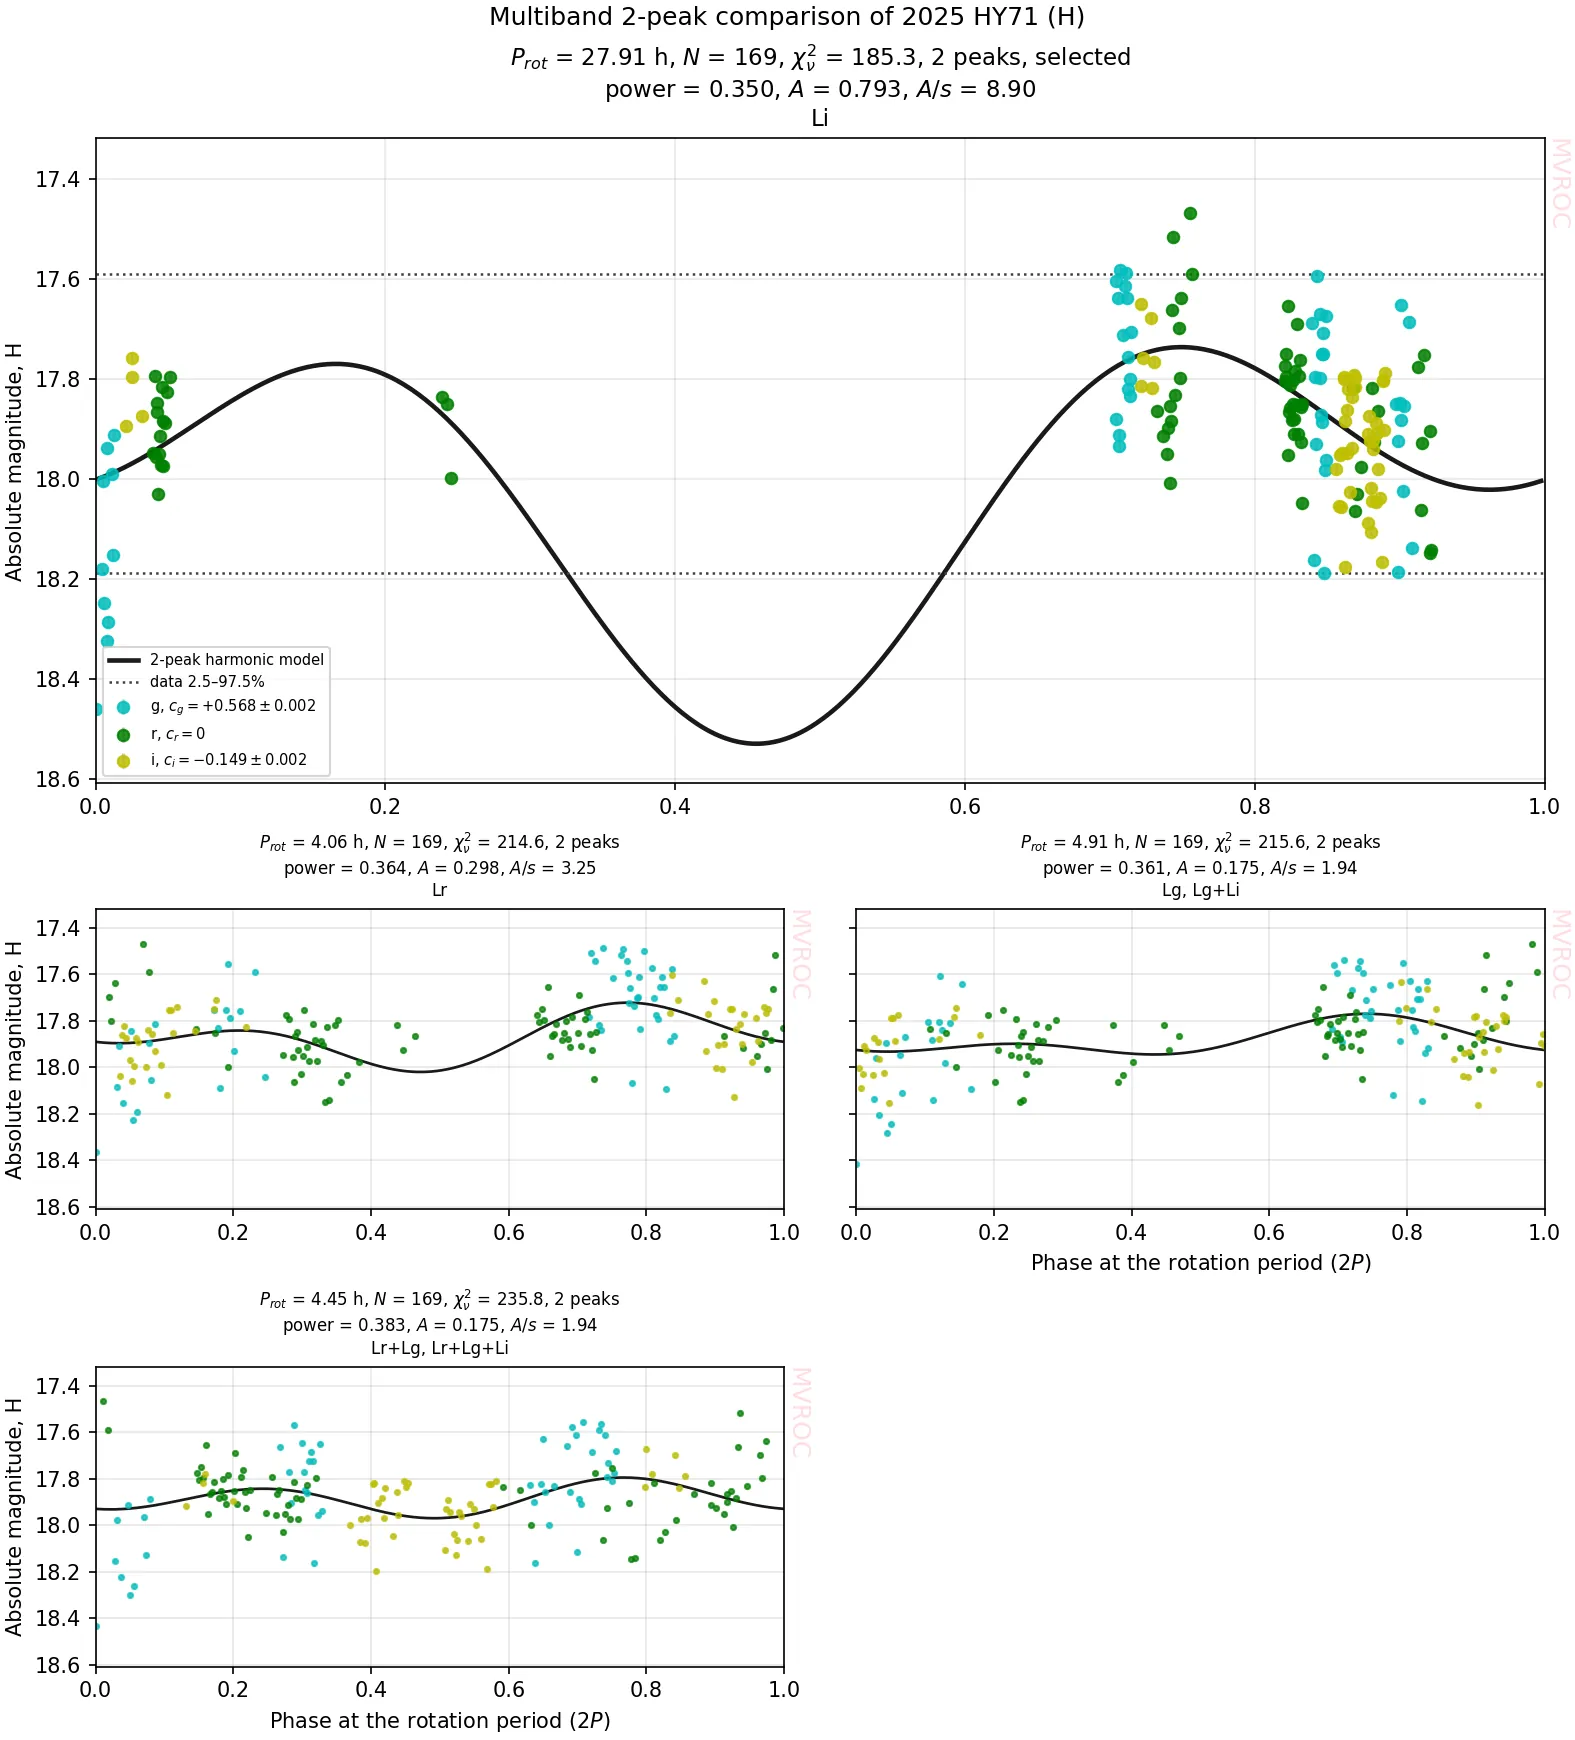 Multiband 2-peak comparison of 2025 HY71 (H)
P_rot = 27.91 h, N = 169, χ²_ν = 185.3, 2 peaks, selected
power = 0.350, A = 0.793, A/s = 8.90
Li
MVROC
Absolute magnitude, H
17.4
17.6
17.8
18.0
18.2
18.4
18.6
2-peak harmonic model
data 2.5–97.5%
g, c_g = +0.568 ± 0.002
r, c_r = 0
i, c_i = −0.149 ± 0.002
0.0 0.2 0.4 0.6 0.8 1.0
P_rot = 4.06 h, N = 169, χ²_ν = 214.6, 2 peaks
power = 0.364, A = 0.298, A/s = 3.25
Lr
MVROC
Absolute magnitude, H
17.4
17.6
17.8
18.0
18.2
18.4
18.6
0.0 0.2 0.4 0.6 0.8 1.0
P_rot = 4.91 h, N = 169, χ²_ν = 215.6, 2 peaks
power = 0.361, A = 0.175, A/s = 1.94
Lg, Lg+Li
MVROC
0.0 0.2 0.4 0.6 0.8 1.0
Phase at the rotation period (2P)
P_rot = 4.45 h, N = 169, χ²_ν = 235.8, 2 peaks
power = 0.383, A = 0.175, A/s = 1.94
Lr+Lg, Lr+Lg+Li
MVROC
Absolute magnitude, H
17.4
17.6
17.8
18.0
18.2
18.4
18.6
0.0 0.2 0.4 0.6 0.8 1.0
Phase at the rotation period (2P)